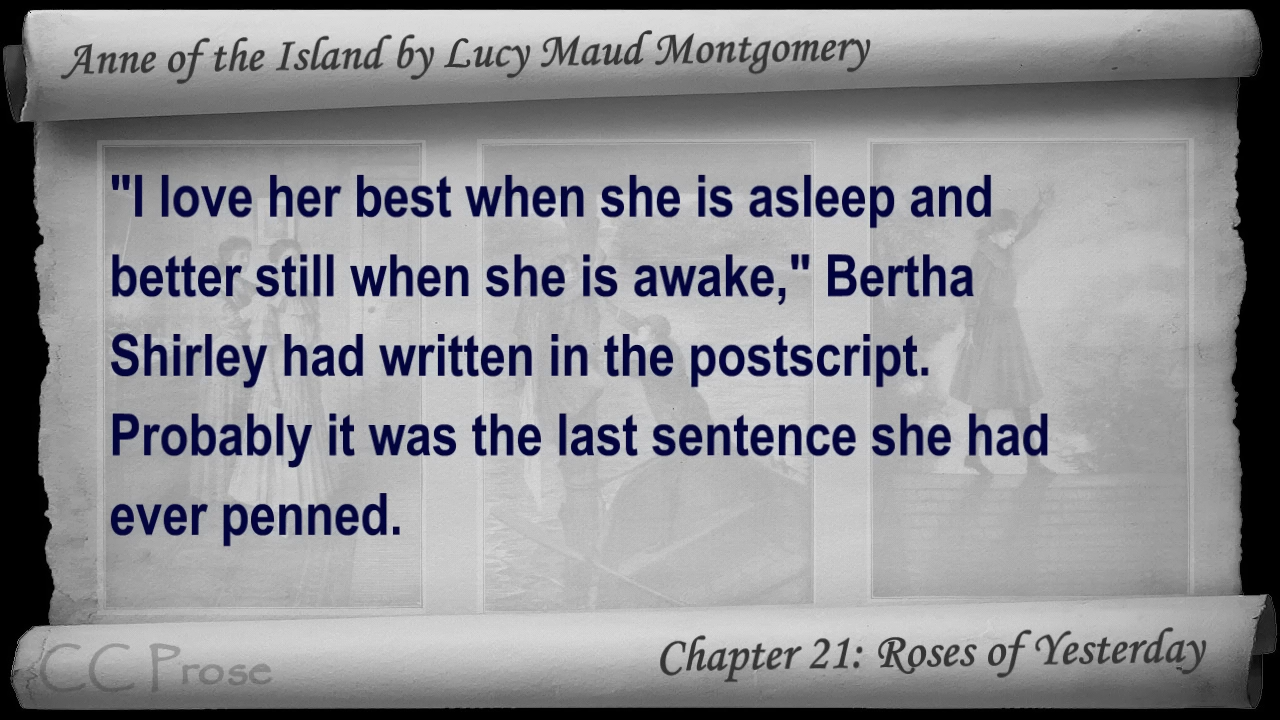 Anne of the Island by Lucy Maud Montgomery
"I love her best when she is asleep and
better still when she is awake," Bertha
Shirley had written in the postscript.
Probably it was the last sentence she had
ever penned.
CC Prose
Chapter 21: Roses of Yesterday